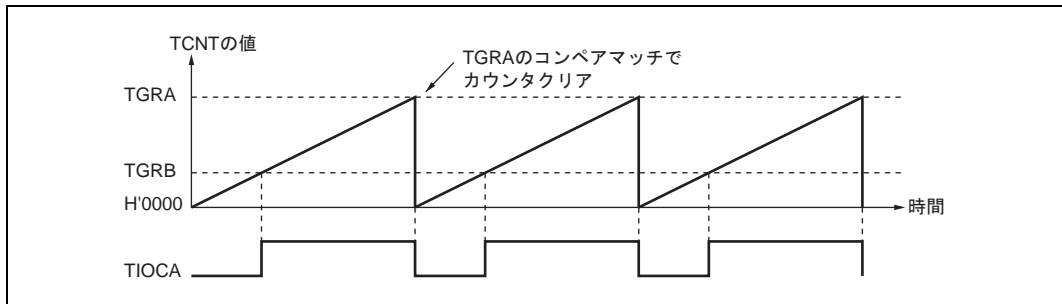 TCNTの値
TGRAのコンペアマッチで
カウンタクリア
TGRA
TGRB
H'0000
時間
TIOCA